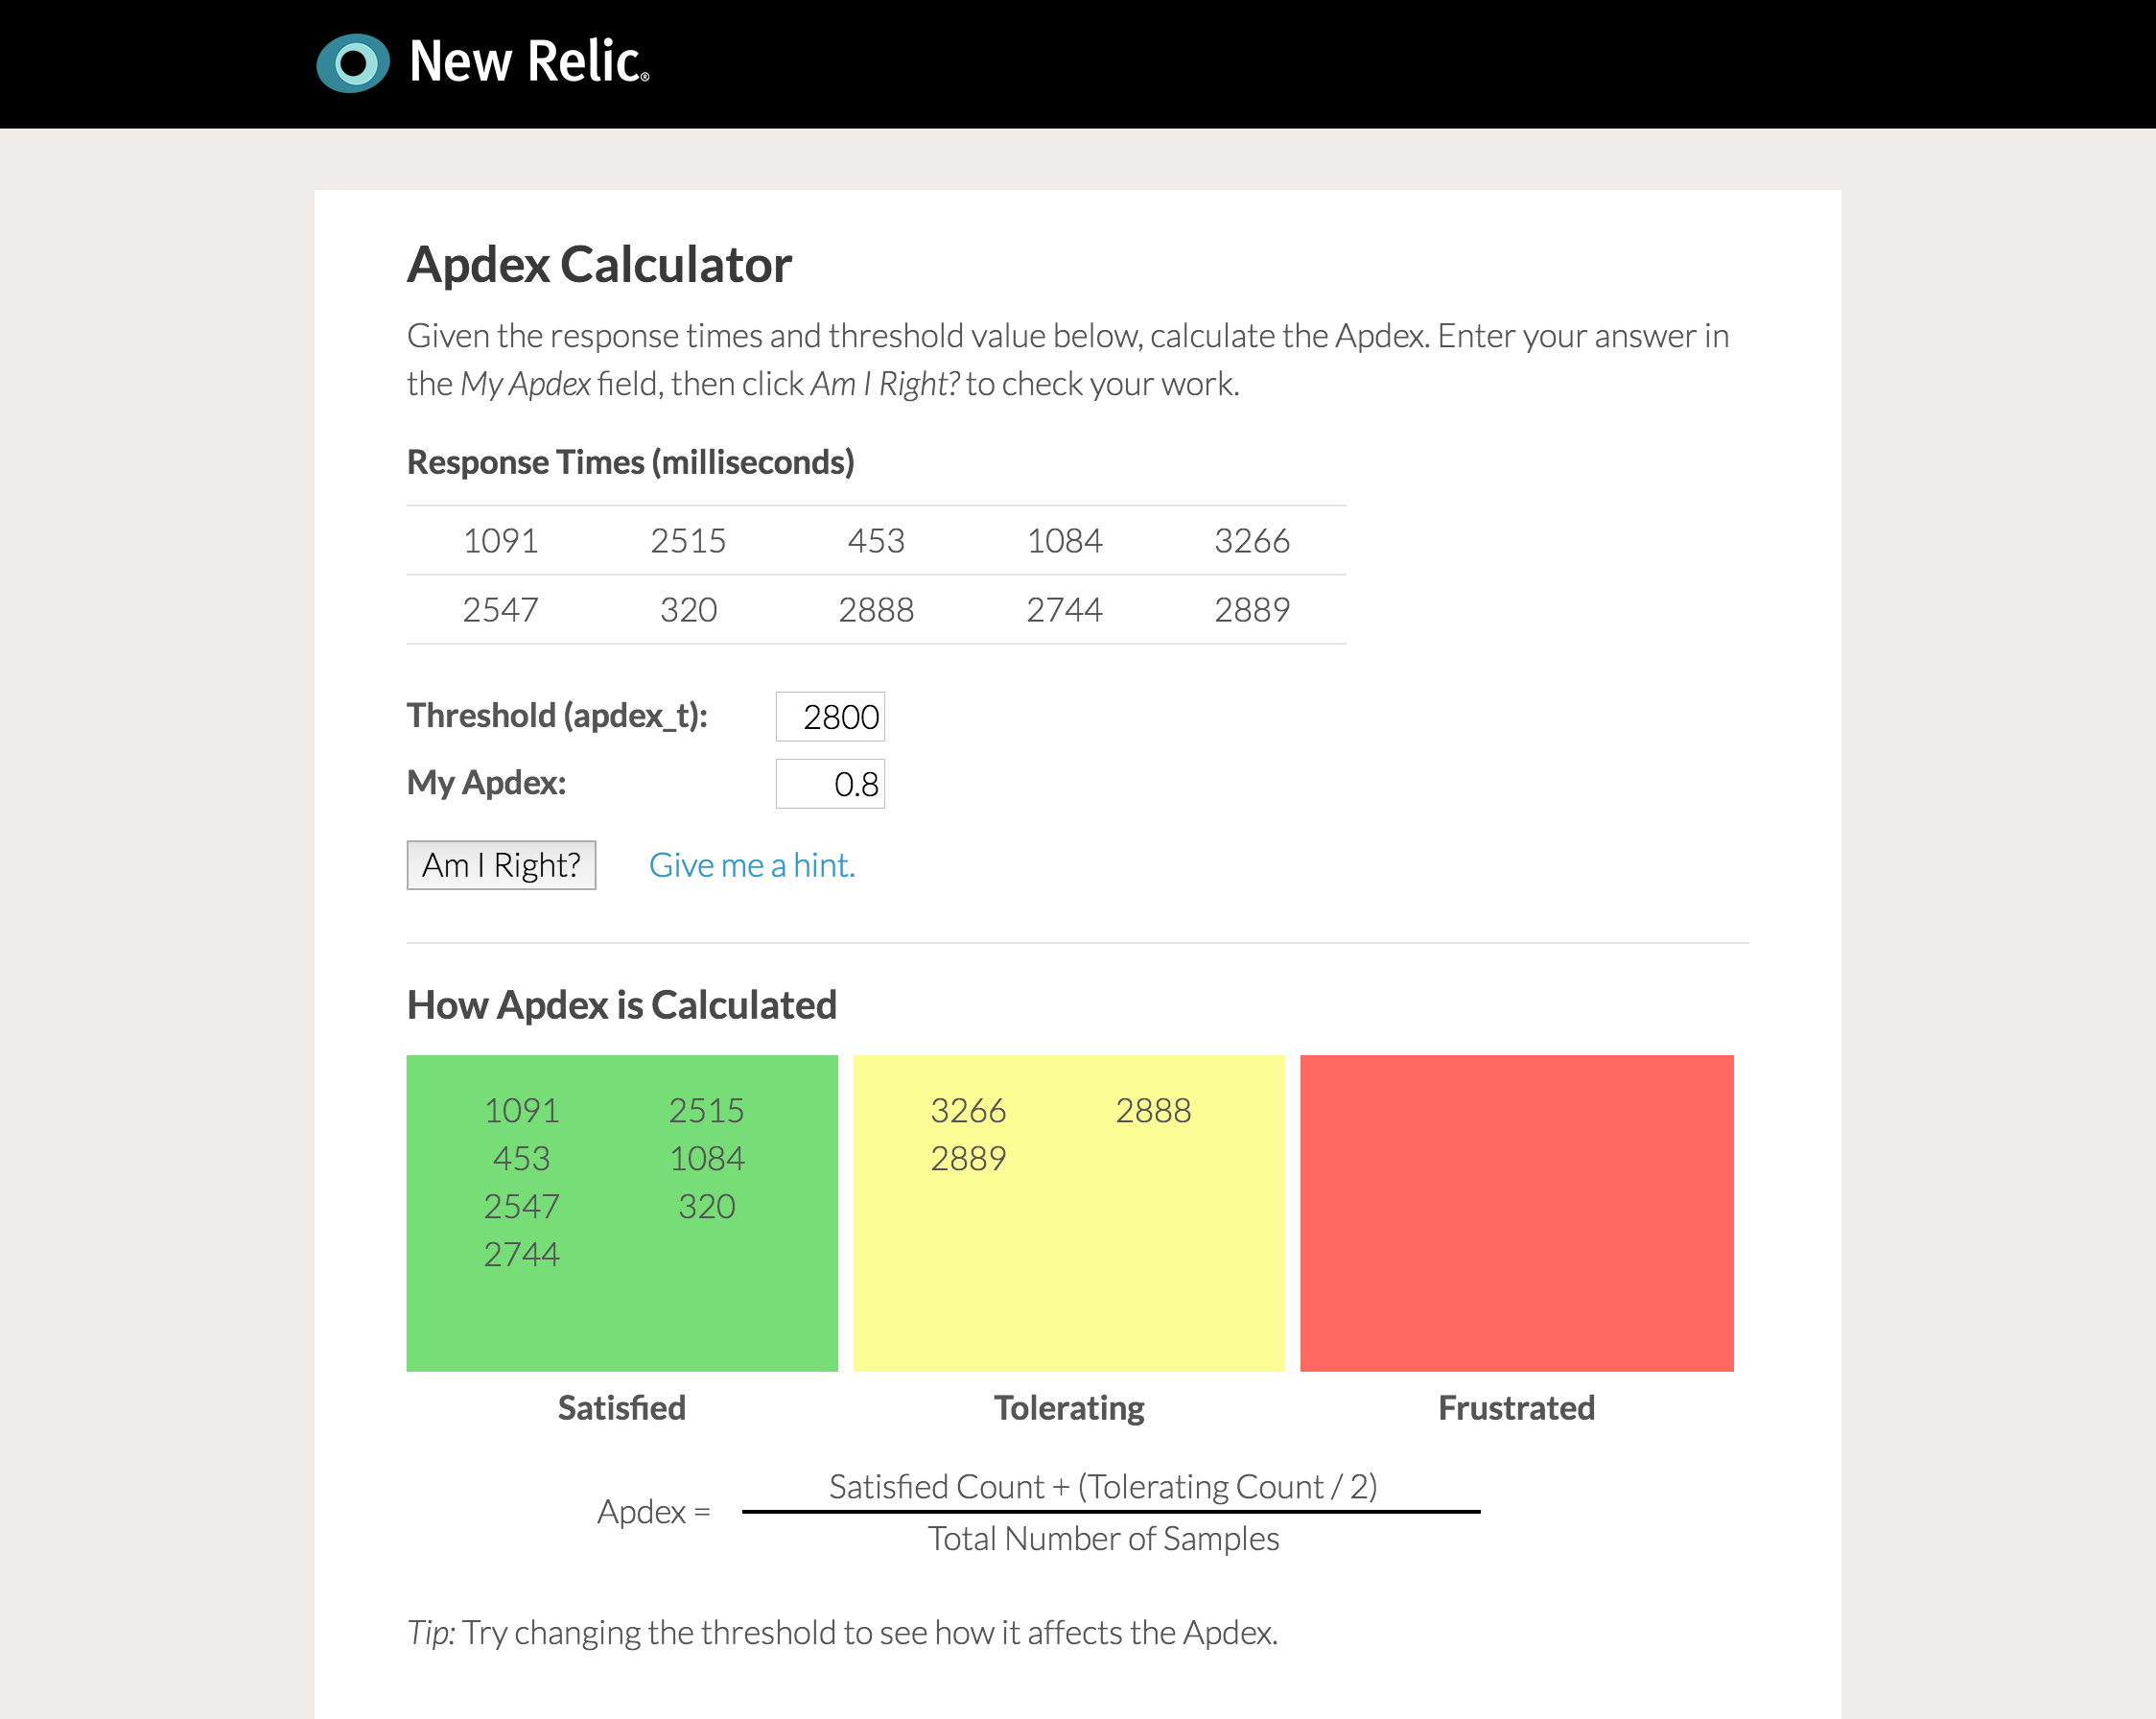 New Relic®
Apdex Calculator
Given the response times and threshold value below, calculate the Apdex. Enter your answer in
the My Apdex field, then click Am I Right? to check your work.
Response Times (milliseconds)
1091 2515 453 1084 3266
2547 320 2888 2744 2889
Threshold (apdex_t): 2800
My Apdex: 0.8
Am I Right? Give me a hint.
How Apdex is Calculated
1091 2515 3266 2888
453 1084 2889
2547 320
2744
Satisfied Tolerating Frustrated
Satisfied Count + (Tolerating Count / 2)
Apdex =
Total Number of Samples
Tip: Try changing the threshold to see how it affects the Apdex.